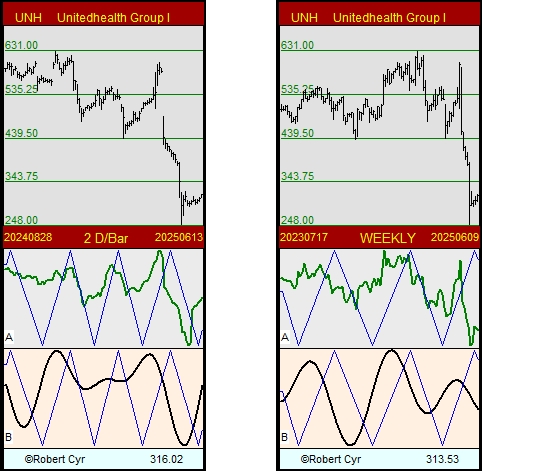 UNH Unitedhealth Group I
631.00
535.25
439.50
343.75
248.00
20240828 2 D/Bar 20250613
A
B
©Robert Cyr 316.02
UNH Unitedhealth Group I
631.00
535.25
439.50
343.75
248.00
20230717 WEEKLY 20250609
A
B
©Robert Cyr 313.53